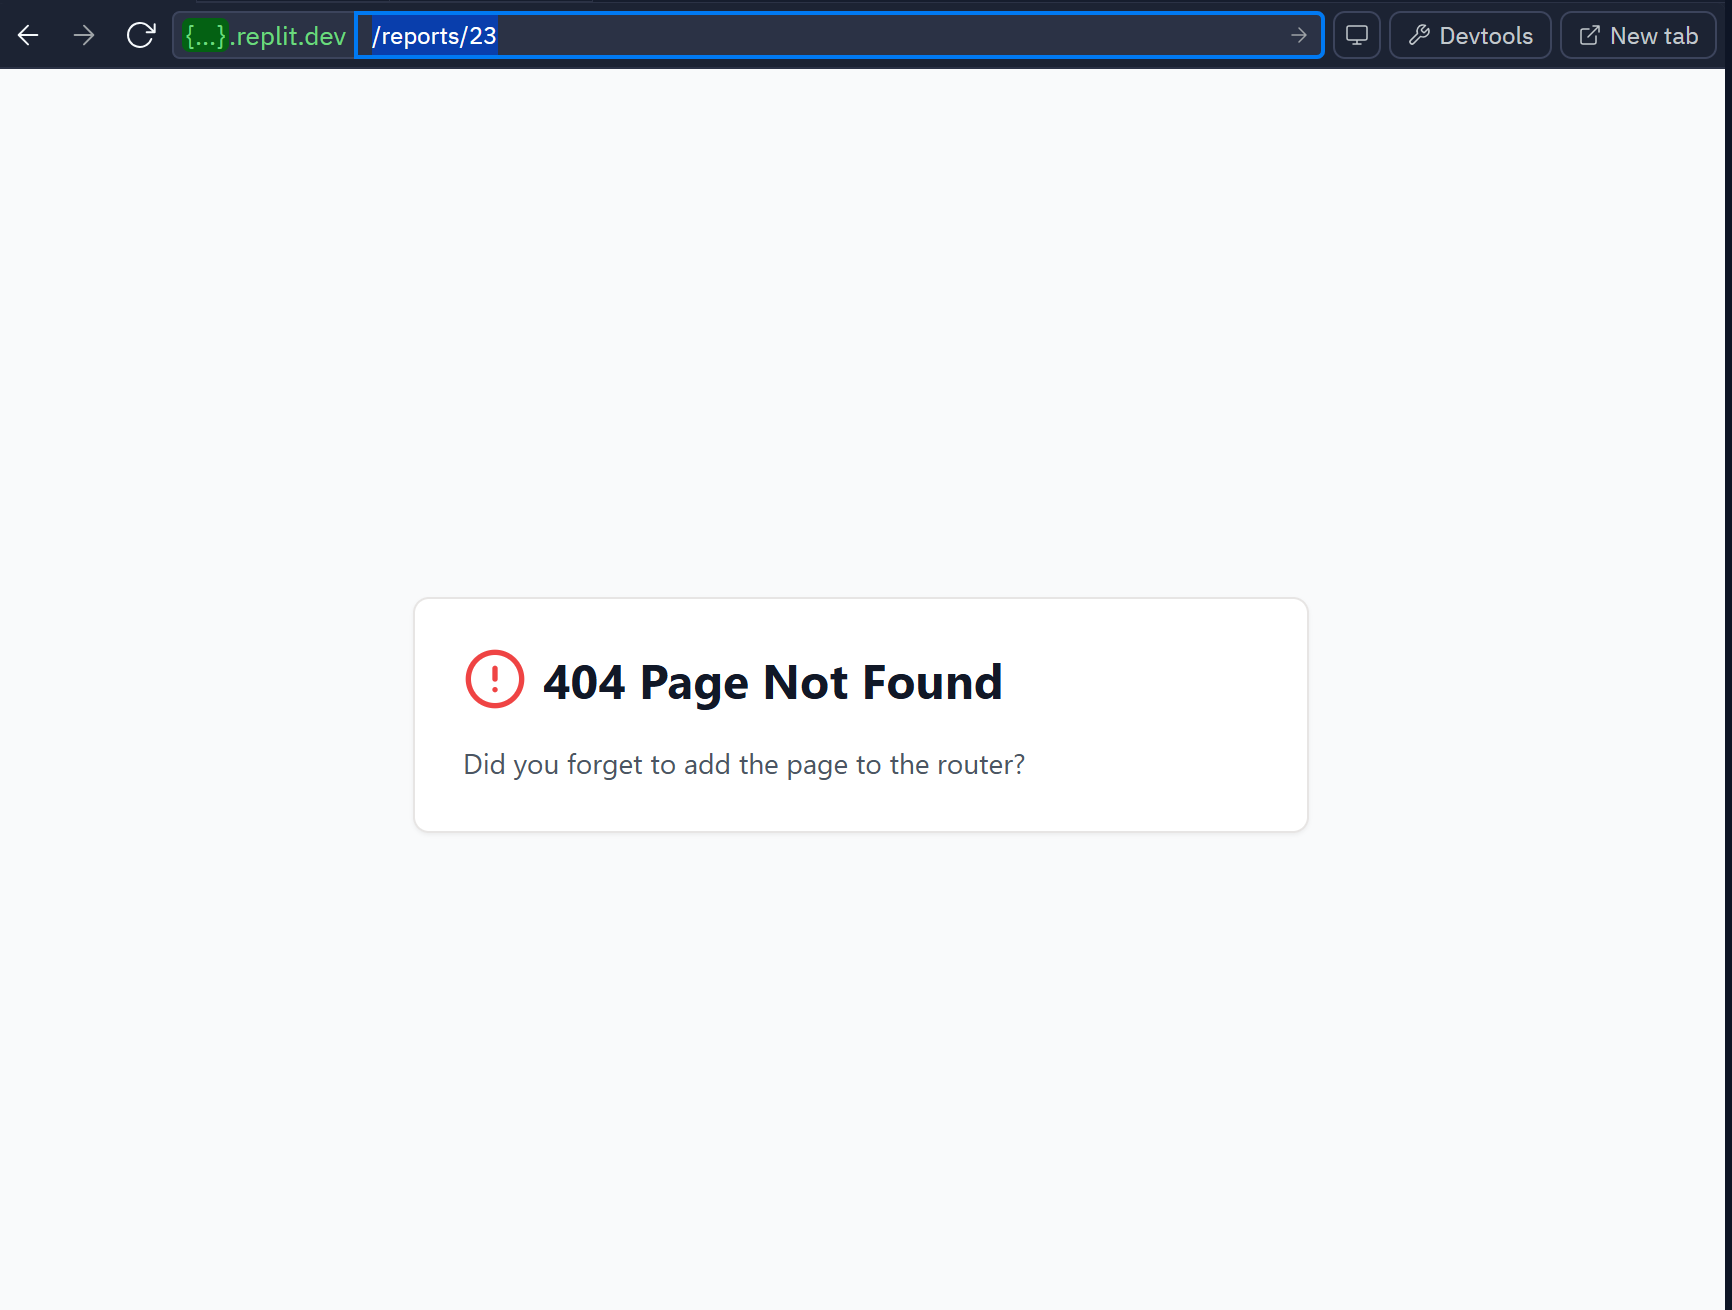 {...}.replit.dev /reports/23 Devtools New tab
404 Page Not Found
Did you forget to add the page to the router?